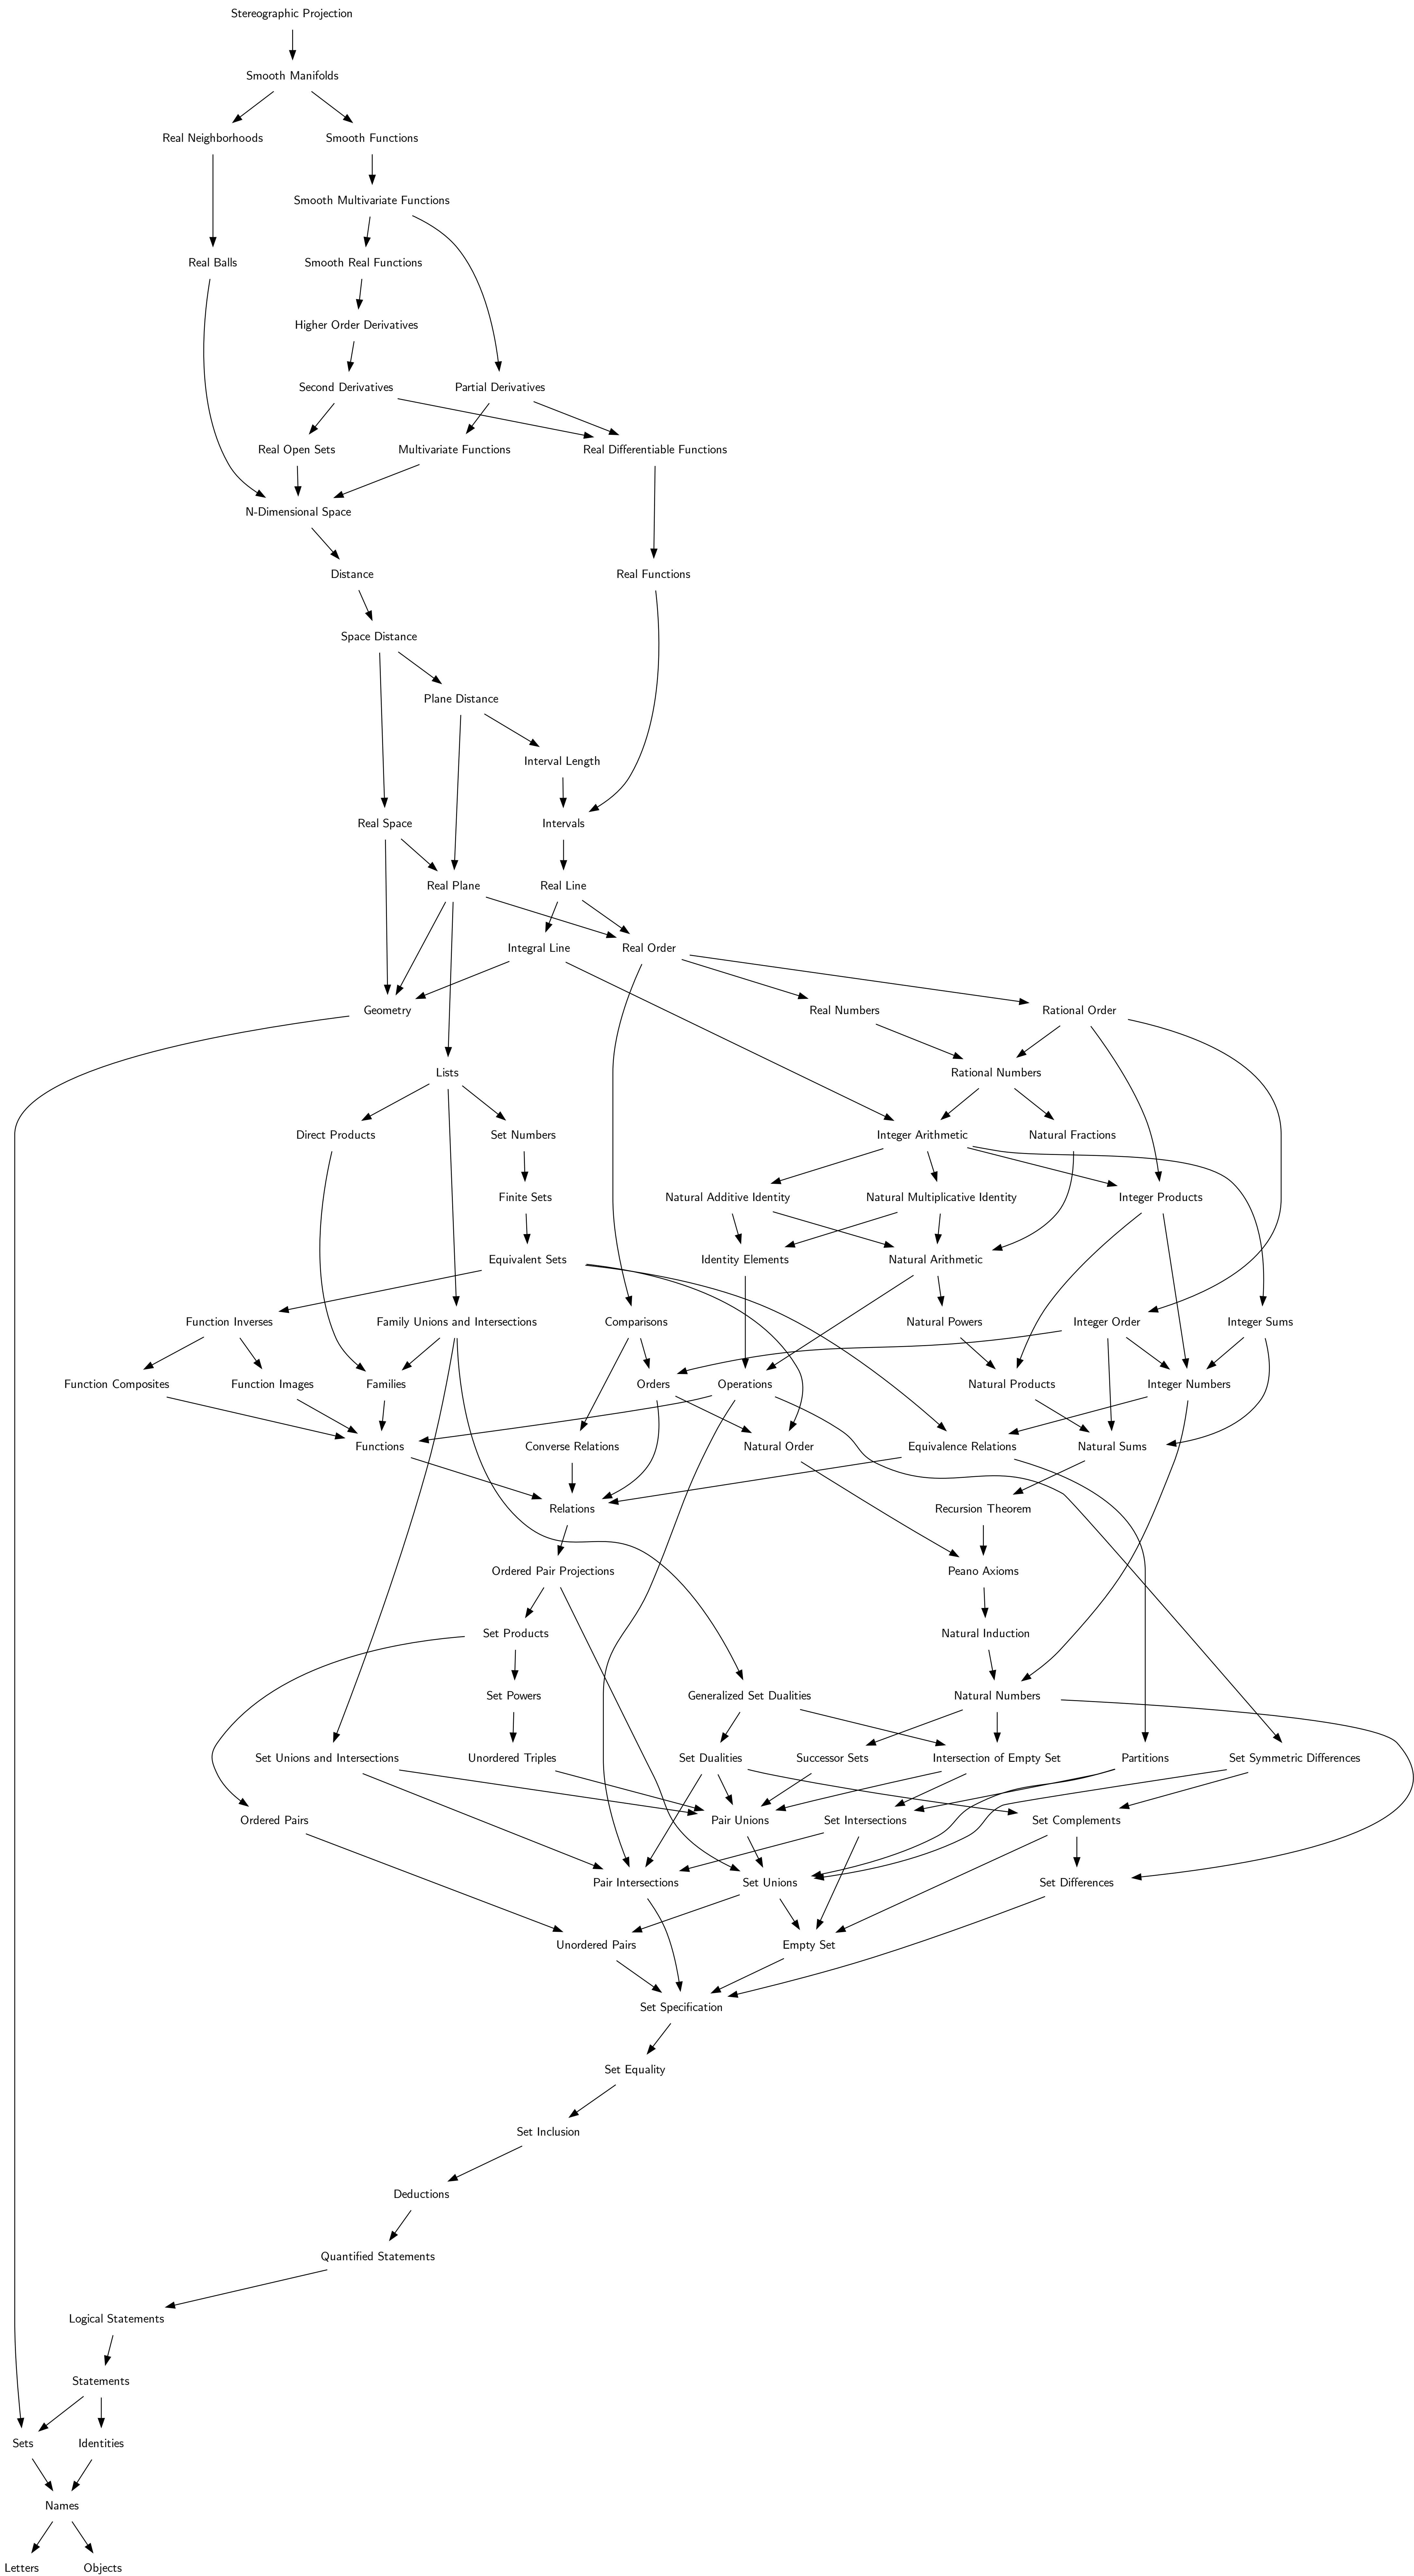 Stereographic Projection
Smooth Manifolds
Real Neighborhoods
Smooth Functions
Smooth Multivariate Functions
Real Balls
Smooth Real Functions
Higher Order Derivatives
Second Derivatives
Partial Derivatives
Real Open Sets
Multivariate Functions
Real Differentiable Functions
N-Dimensional Space
Distance
Real Functions
Space Distance
Plane Distance
Interval Length
Real Space
Intervals
Real Plane
Real Line
Integral Line
Real Order
Geometry
Real Numbers
Rational Order
Lists
Rational Numbers
Direct Products
Set Numbers
Integer Arithmetic
Natural Fractions
Finite Sets
Natural Additive Identity
Natural Multiplicative Identity
Integer Products
Equivalent Sets
Identity Elements
Natural Arithmetic
Function Inverses
Family Unions and Intersections
Comparisons
Natural Powers
Integer Order
Integer Sums
Function Composites
Function Images
Families
Orders
Operations
Natural Products
Integer Numbers
Functions
Converse Relations
Natural Order
Equivalence Relations
Natural Sums
Relations
Recursion Theorem
Ordered Pair Projections
Peano Axioms
Set Products
Natural Induction
Set Powers
Generalized Set Dualities
Natural Numbers
Set Unions and Intersections
Unordered Triples
Set Dualities
Successor Sets
Intersection of Empty Set
Partitions
Set Symmetric Differences
Ordered Pairs
Pair Unions
Set Intersections
Set Complements
Pair Intersections
Set Unions
Set Differences
Unordered Pairs
Empty Set
Set Specification
Set Equality
Set Inclusion
Deductions
Quantified Statements
Logical Statements
Statements
Sets
Identities
Names
Letters
Objects